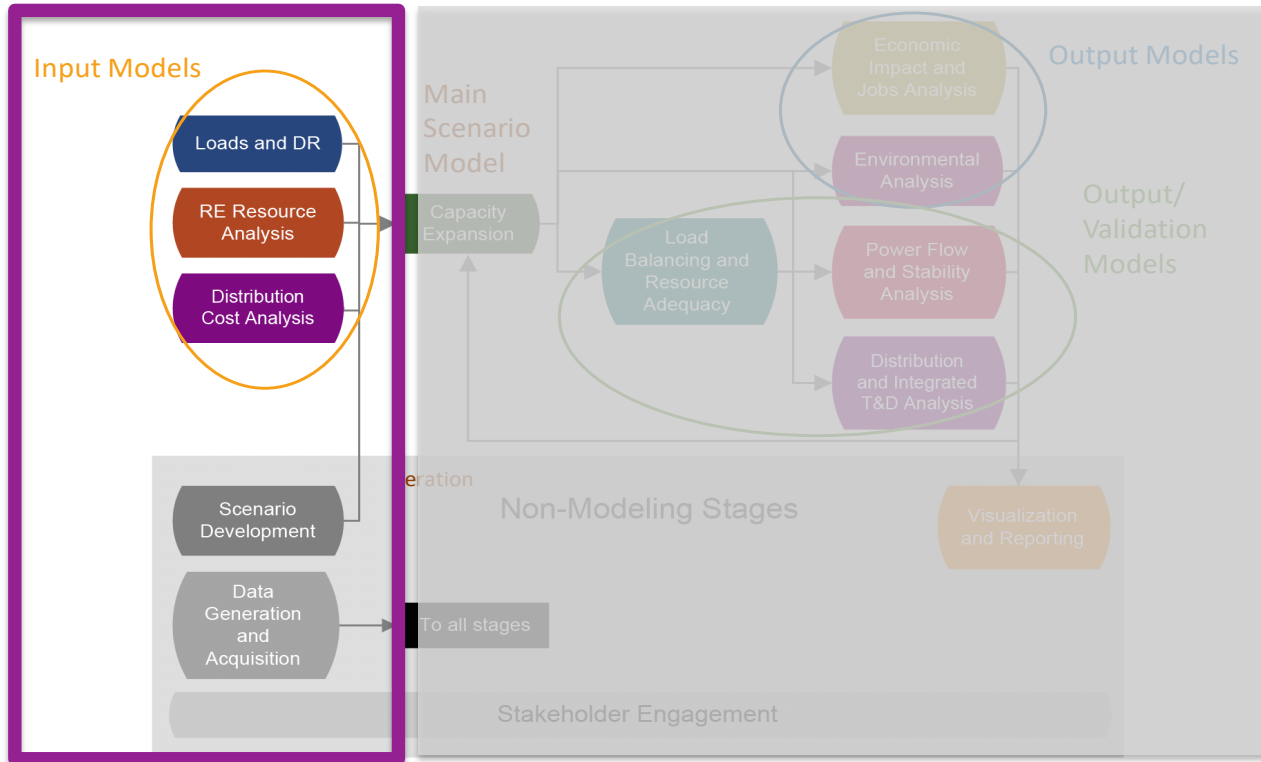 Input Models
Loads and DR
RE Resource
Analysis
Distribution
Cost Analysis
Scenario
Development
Data
Generation
and
Acquisition
Main
Scenario
Model
Capacity
Expansion
Load
Balancing and
Resource
Adequacy
Economic
Impact and
Jobs Analysis
Environmental
Analysis
Power Flow
and Stability
Analysis
Distribution
and Integrated
T&D Analysis
Output Models
Output/
Validation
Models
eration
Non-Modeling Stages
Visualization
and Reporting
To all stages
Stakeholder Engagement